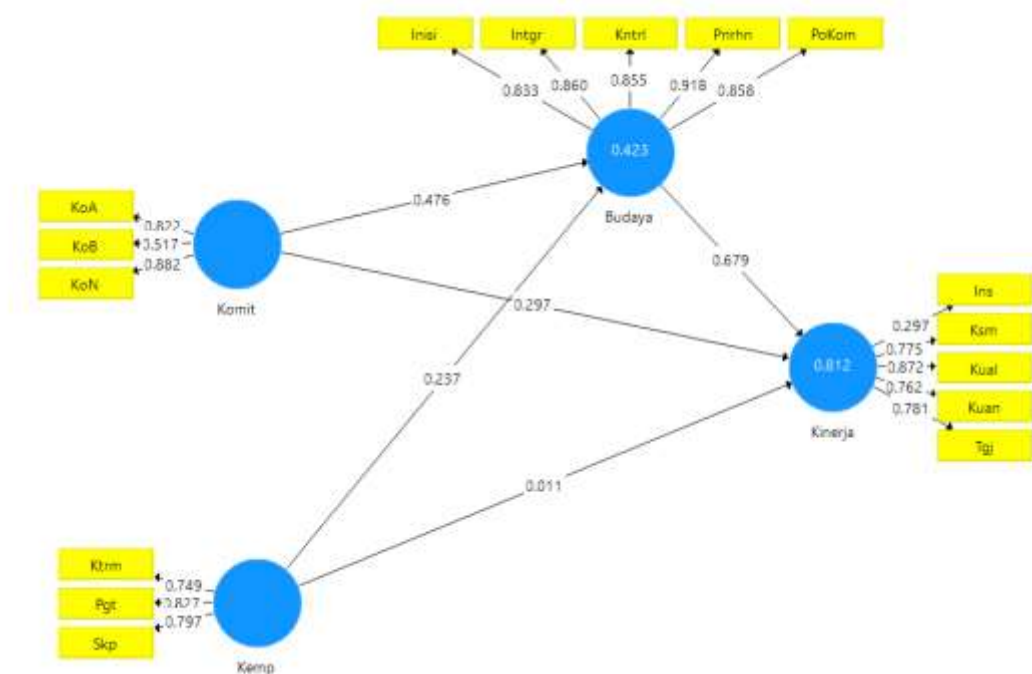 Inisi Intgr Kntrl Prirhn PoKom
0.833 0.860 0.855 0.918 0.858
0.423
Budaya
KoA
KoB
KoN
0.822
0.517
0.882
Komit
0.476
0.297
0.237
0.679
0.011
0.812
Kinerja
0.297
0.775
0.872
0.762
0.781
Ins
Ksm
Kual
Kuan
Tgj
Ktrm
Pgt
Skp
0.749
0.827
0.797
Kemp